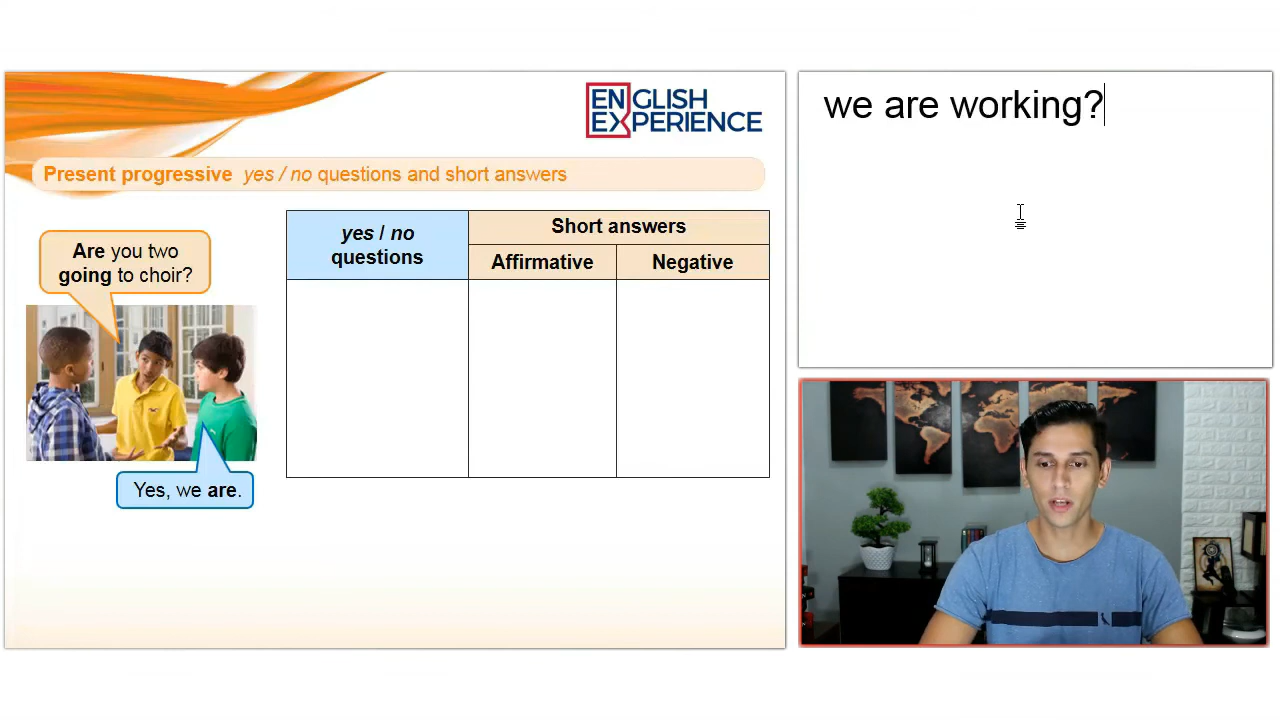 ENGLISH
EXPERIENCE
Present progressive yes / no questions and short answers
Are you two
going to choir?
Yes, we are.
yes / no
questions
Short answers
Affirmative
Negative
we are working?